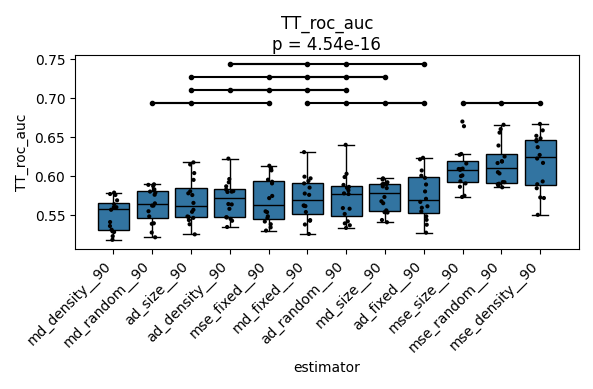 TT_roc_auc
p = 4.54e-16
TT_roc_auc
0.75
0.70
0.65
0.60
0.55
md_density__90
md_random__90
ad_size__90
ad_density__90
mse_fixed__90
md_fixed__90
ad_random__90
md_size__90
ad_fixed__90
mse_size__90
mse_random__90
mse_density__90
estimator